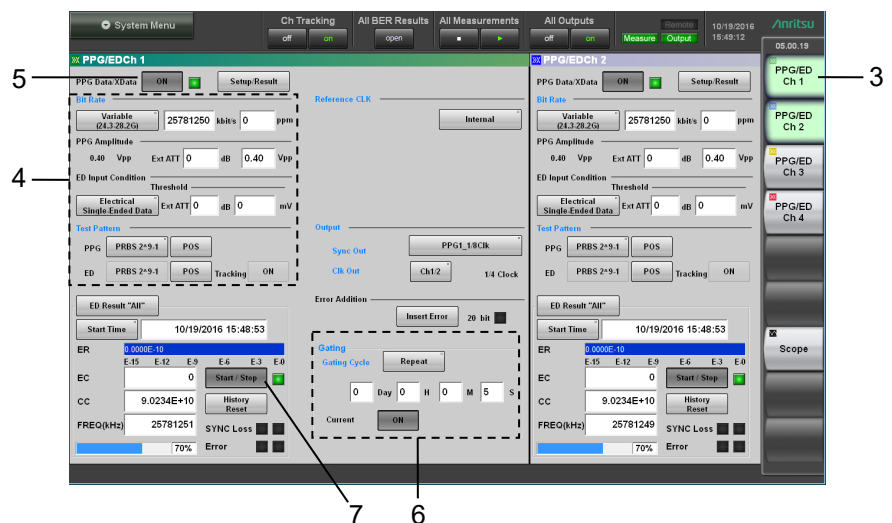 System Menu
Ch Tracking
off on
All BER Results
open
All Measurements
All Outputs
off on
Measure
Remote
Output
10/19/2016
15:49:12
Anritsu
05.00.19
PPG/EDCh 1
5
PPG Data/XData ON Setup/Result
4
Bit Rate
Variable
(24.3-28.2G)
25781250 kbit/s 0 ppm
PPG Amplitude
0.40 Vpp Ext ATT 0 dB 0.40 Vpp
ED Input Condition
Threshold
Electrical
Single-Ended Data
Ext ATT 0 dB 0 mV
Test Pattern
PPG PRBS 2^9-1 POS
ED PRBS 2^9-1 POS Tracking ON
ED Result "All"
Start Time 10/19/2016 15:48:53
ER 0.0000E-10
E-15 E-12 E-9 E-6 E-3 E-0
EC 0 Start / Stop
CC 9.0234E+10 History
Reset
FREQ(kHz) 25781251 SYNC Loss
70% Error
7
Reference CLK
Internal
Output
Sync Out PPG1_1/8Clk
Clk Out Ch1/2 1/4 Clock
Error Addition
Insert Error 20 bit
Gating
Gating Cycle Repeat
0 Day 0 H 0 M 5 S
Current ON
6
PPG/EDCh 2
PPG Data/XData ON Setup/Result
Bit Rate
Variable
(24.3-28.2G)
25781250 kbit/s 0 ppm
PPG Amplitude
0.40 Vpp Ext ATT 0 dB 0.40 Vpp
ED Input Condition
Threshold
Electrical
Single-Ended Data
Ext ATT 0 dB 0 mV
Test Pattern
PPG PRBS 2^9-1 POS
ED PRBS 2^9-1 POS Tracking ON
ED Result "All"
Start Time 10/19/2016 15:48:53
ER 0.0000E-10
E-15 E-12 E-9 E-6 E-3 E-0
EC 0 Start / Stop
CC 9.0234E+10 History
Reset
FREQ(kHz) 25781249 SYNC Loss
70% Error
PPG/ED
Ch 1
3
PPG/ED
Ch 2
PPG/ED
Ch 3
PPG/ED
Ch 4
Scope